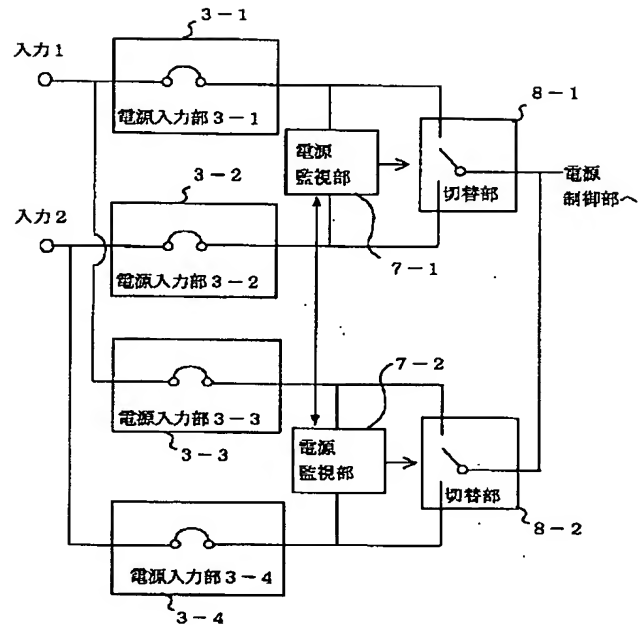 3-1
入力1
電源入力部3-1
8-1
電源
監視部
切替部
電源
制御部へ
3-2
入力2
電源入力部3-2
7-1
7-2
電源入力部3-3
3-3
電源
監視部
切替部
8-2
電源入力部3-4
3-4